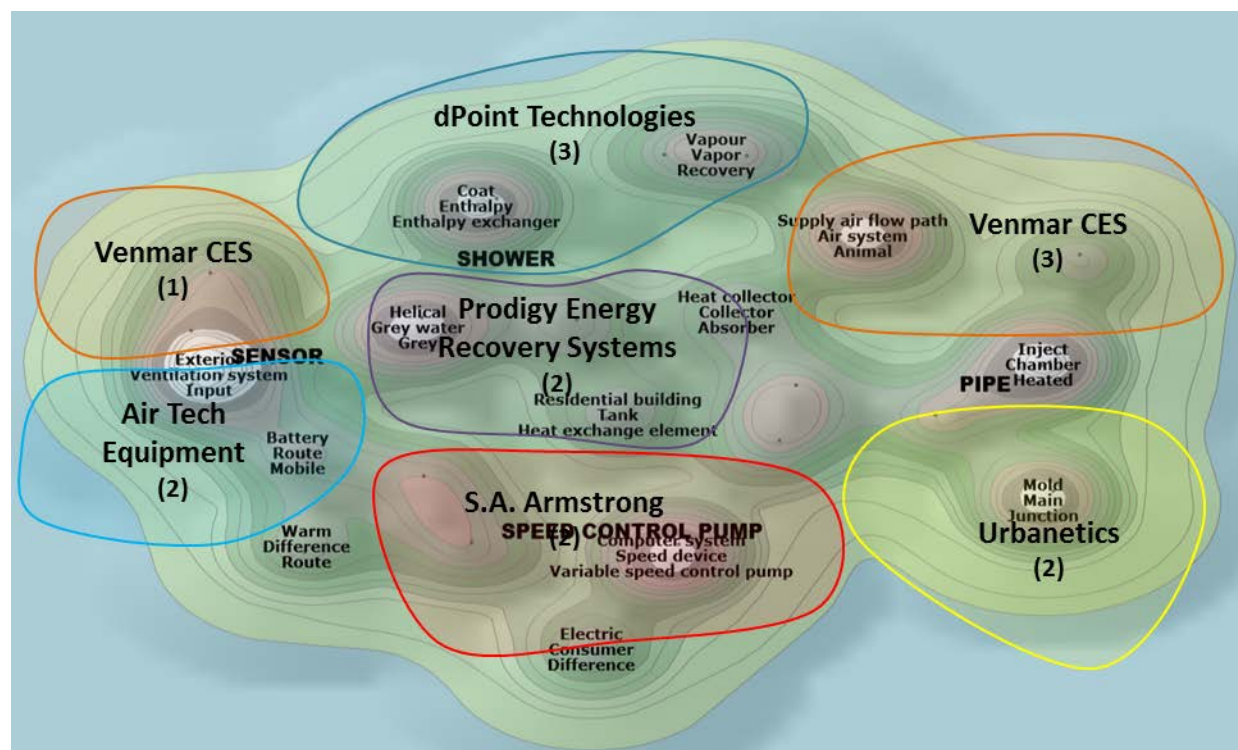 dPoint Technologies
(3)
Vapour
Vapor
Recovery
Coat
Enthalpy
Enthalpy exchanger
SHOWER
Venmar CES
(1)
Supply air flow path
Air system
Animal
Venmar CES
(3)
Helical
Grey water
Grey
Prodigy Energy
Recovery Systems
(2)
Heat collector
Collector
Absorber
Exterior
SENSOR
Ventilation system
Input
Inject
Chamber
Heated
PIPE
Residential building
Tank
Heat exchange element
Air Tech
Equipment
(2)
Battery
Route
Mobile
S.A. Armstrong
(2)
SPEED CONTROL PUMP
Computer system
Speed device
Variable speed control pump
Mold
Main
Junction
Urbanetics
(2)
Warm
Difference
Route
Electric
Consumer
Difference